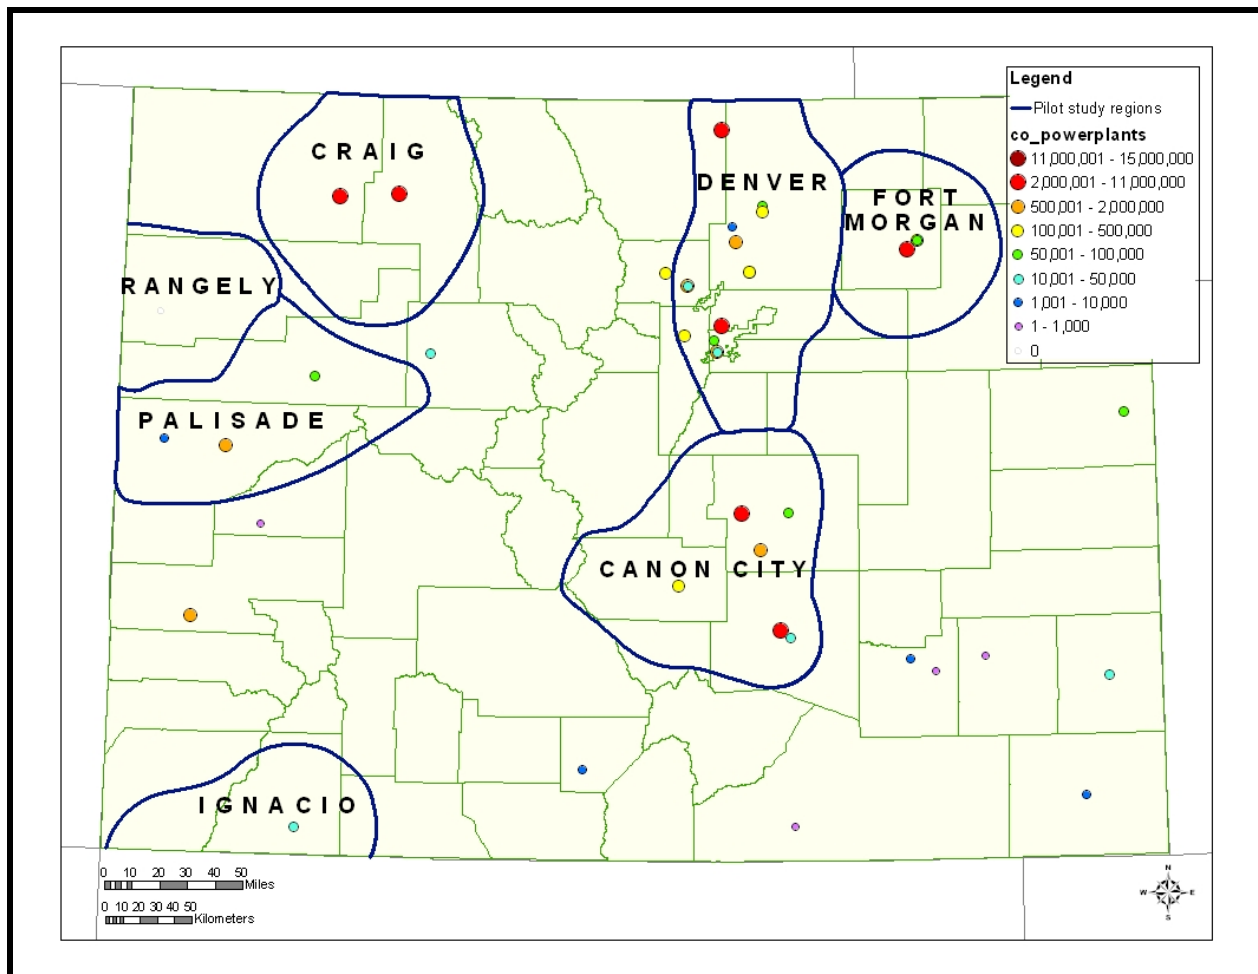 Legend
Pilot study regions
co_powerplants
11,000,001 - 15,000,000
2,000,001 - 11,000,000
500,001 - 2,000,000
100,001 - 500,000
50,001 - 100,000
10,001 - 50,000
1,001 - 10,000
1 - 1,000
0
CRAIG
DENVER
FORT
MORGAN
RANGELY
PALISADE
CANON CITY
IGNACIO
0 10 20 30 40 50
Miles
0 10 20 30 40 50
Kilometers
N
W E
S